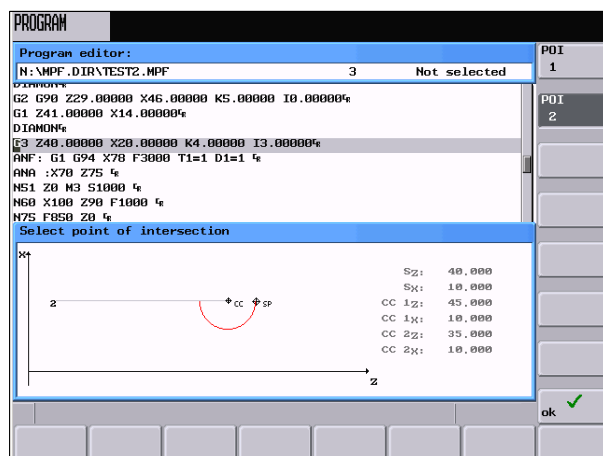 PROGRAM
Program editor:
N:\MPF.DIR\TEST2.MPF 3 Not selected
DIAMON
G2 G90 Z29.00000 X46.00000 K5.00000 I0.00000
G1 Z41.00000 X14.00000
DIAMON
G3 Z40.00000 X20.00000 K4.00000 I3.00000
ANF: G1 G94 X78 F3000 T1=1 D1=1
ANA :X70 Z75
N51 Z0 M3 S1000
N60 X100 Z90 F1000
N75 F850 Z0
Select point of intersection
X
2
CC
SP
Z
SZ: 40,000
SX: 10,000
CC 1Z: 45,000
CC 1X: 10,000
CC 2Z: 35,000
CC 2X: 10,000
POI
1
POI
2
ok